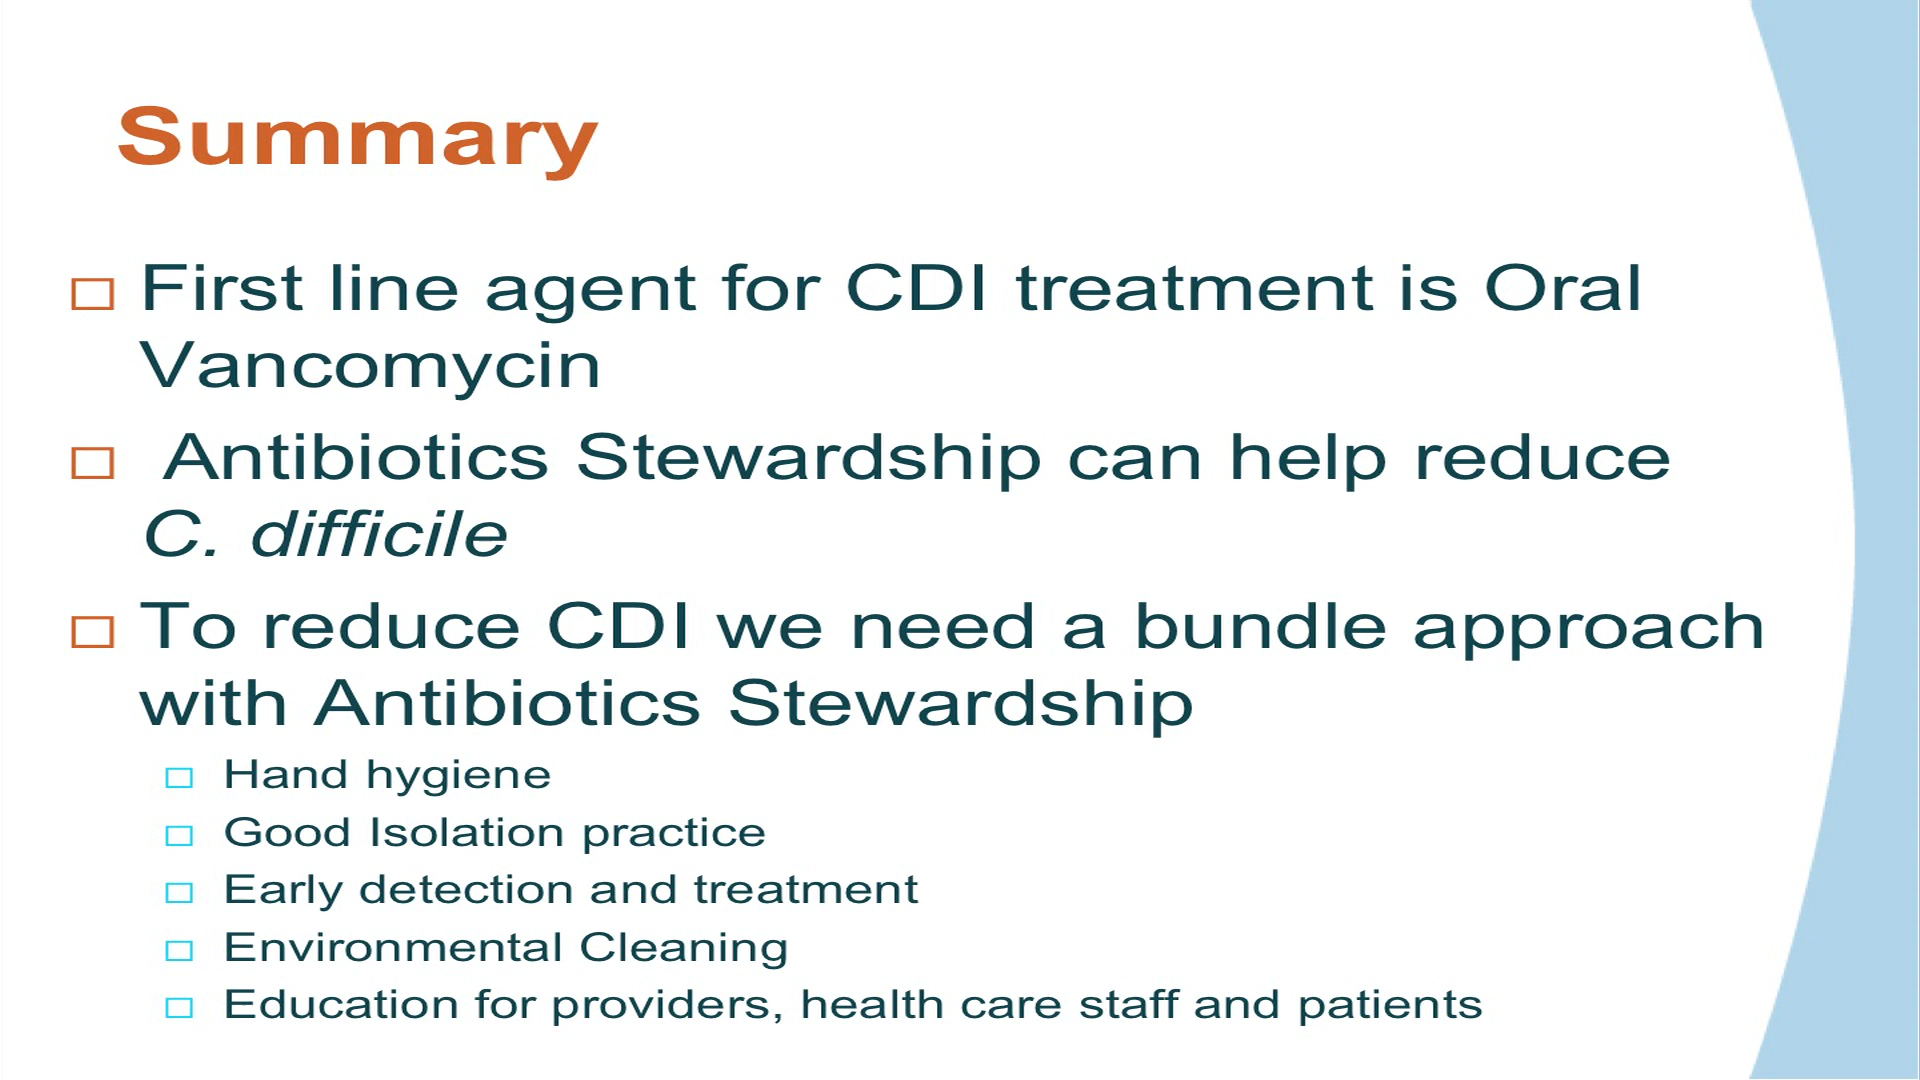 Summary
First line agent for CDI treatment is Oral
Vancomycin
Antibiotics Stewardship can help reduce
C. difficile
To reduce CDI we need a bundle approach
with Antibiotics Stewardship
Hand hygiene
Good Isolation practice
Early detection and treatment
Environmental Cleaning
Education for providers, health care staff and patients